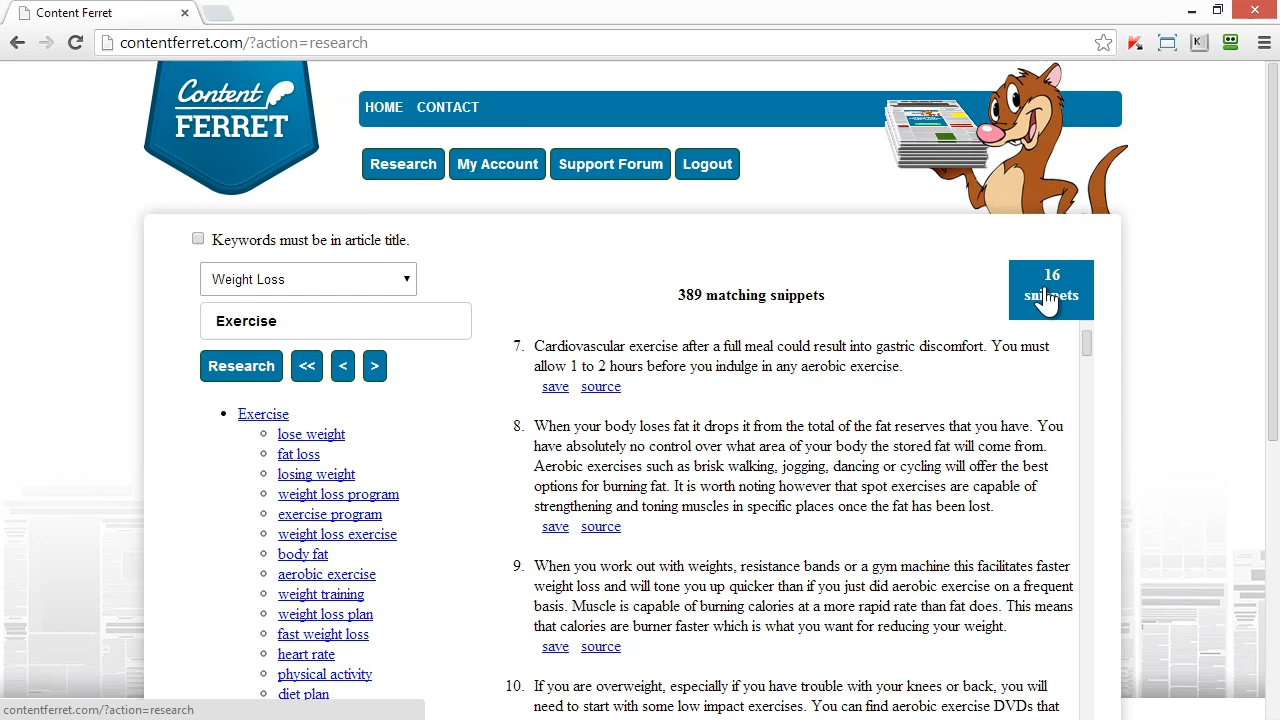 Content Ferret
contentferret.com/?action=research
K
Content
FERRET
HOME CONTACT
Research My Account Support Forum Logout
Keywords must be in article title.
Weight Loss
Exercise
Research << < >
Exercise
lose weight
fat loss
losing weight
weight loss program
exercise program
weight loss exercise
body fat
aerobic exercise
weight training
weight loss plan
fast weight loss
heart rate
physical activity
diet plan
389 matching snippets
16
snippets
7. Cardiovascular exercise after a full meal could result into gastric discomfort. You must
allow 1 to 2 hours before you indulge in any aerobic exercise.
save source
8. When your body loses fat it drops it from the total of the fat reserves that you have. You
have absolutely no control over what area of your body the stored fat will come from.
Aerobic exercises such as brisk walking, jogging, dancing or cycling will offer the best
options for burning fat. It is worth noting however that spot exercises are capable of
strengthening and toning muscles in specific places once the fat has been lost.
save source
9. When you work out with weights, resistance bands or a gym machine this facilitates faster
weight loss and will tone you up quicker than if you just did aerobic exercise on a frequent
basis. Muscle is capable of burning calories at a more rapid rate than fat does. This means
that calories are burner faster which is what you want for reducing your weight.
save source
10. If you are overweight, especially if you have trouble with your knees or back, you will
need to start with some low impact exercises. You can find aerobic exercise DVDs that
contentferret.com/?action=research